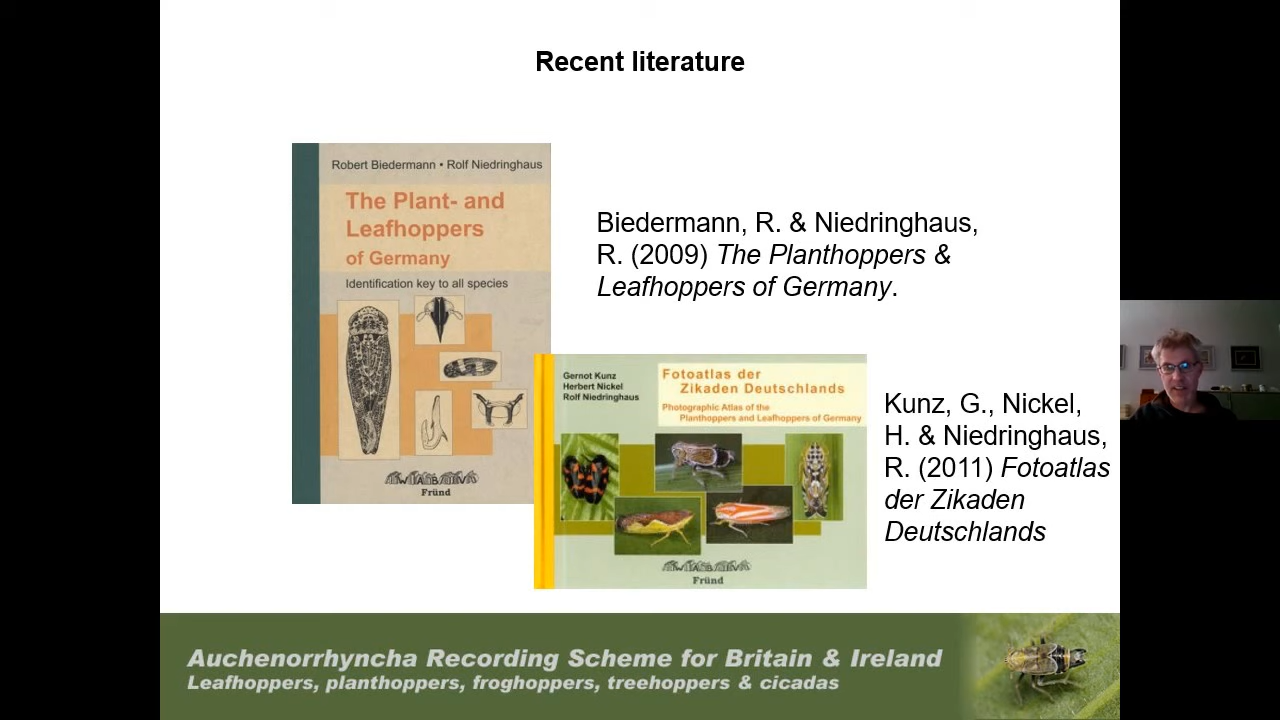 Recent literature
Robert Biedermann • Rolf Niedringhaus
The Plant- and
Leafhoppers
of Germany
Identification key to all species
WABV
Fründ
Biedermann, R. & Niedringhaus,
R. (2009) The Planthoppers &
Leafhoppers of Germany.
Gernot Kunz
Herbert Nickel
Rolf Niedringhaus
Fotoatlas der
Zikaden Deutschlands
Photographic Atlas of the
Planthoppers and Leafhoppers of Germany
WABV
Fründ
Kunz, G., Nickel,
H. & Niedringhaus,
R. (2011) Fotoatlas
der Zikaden
Deutschlands
Auchenorrhyncha Recording Scheme for Britain & Ireland
Leafhoppers, planthoppers, froghoppers, treehoppers & cicadas